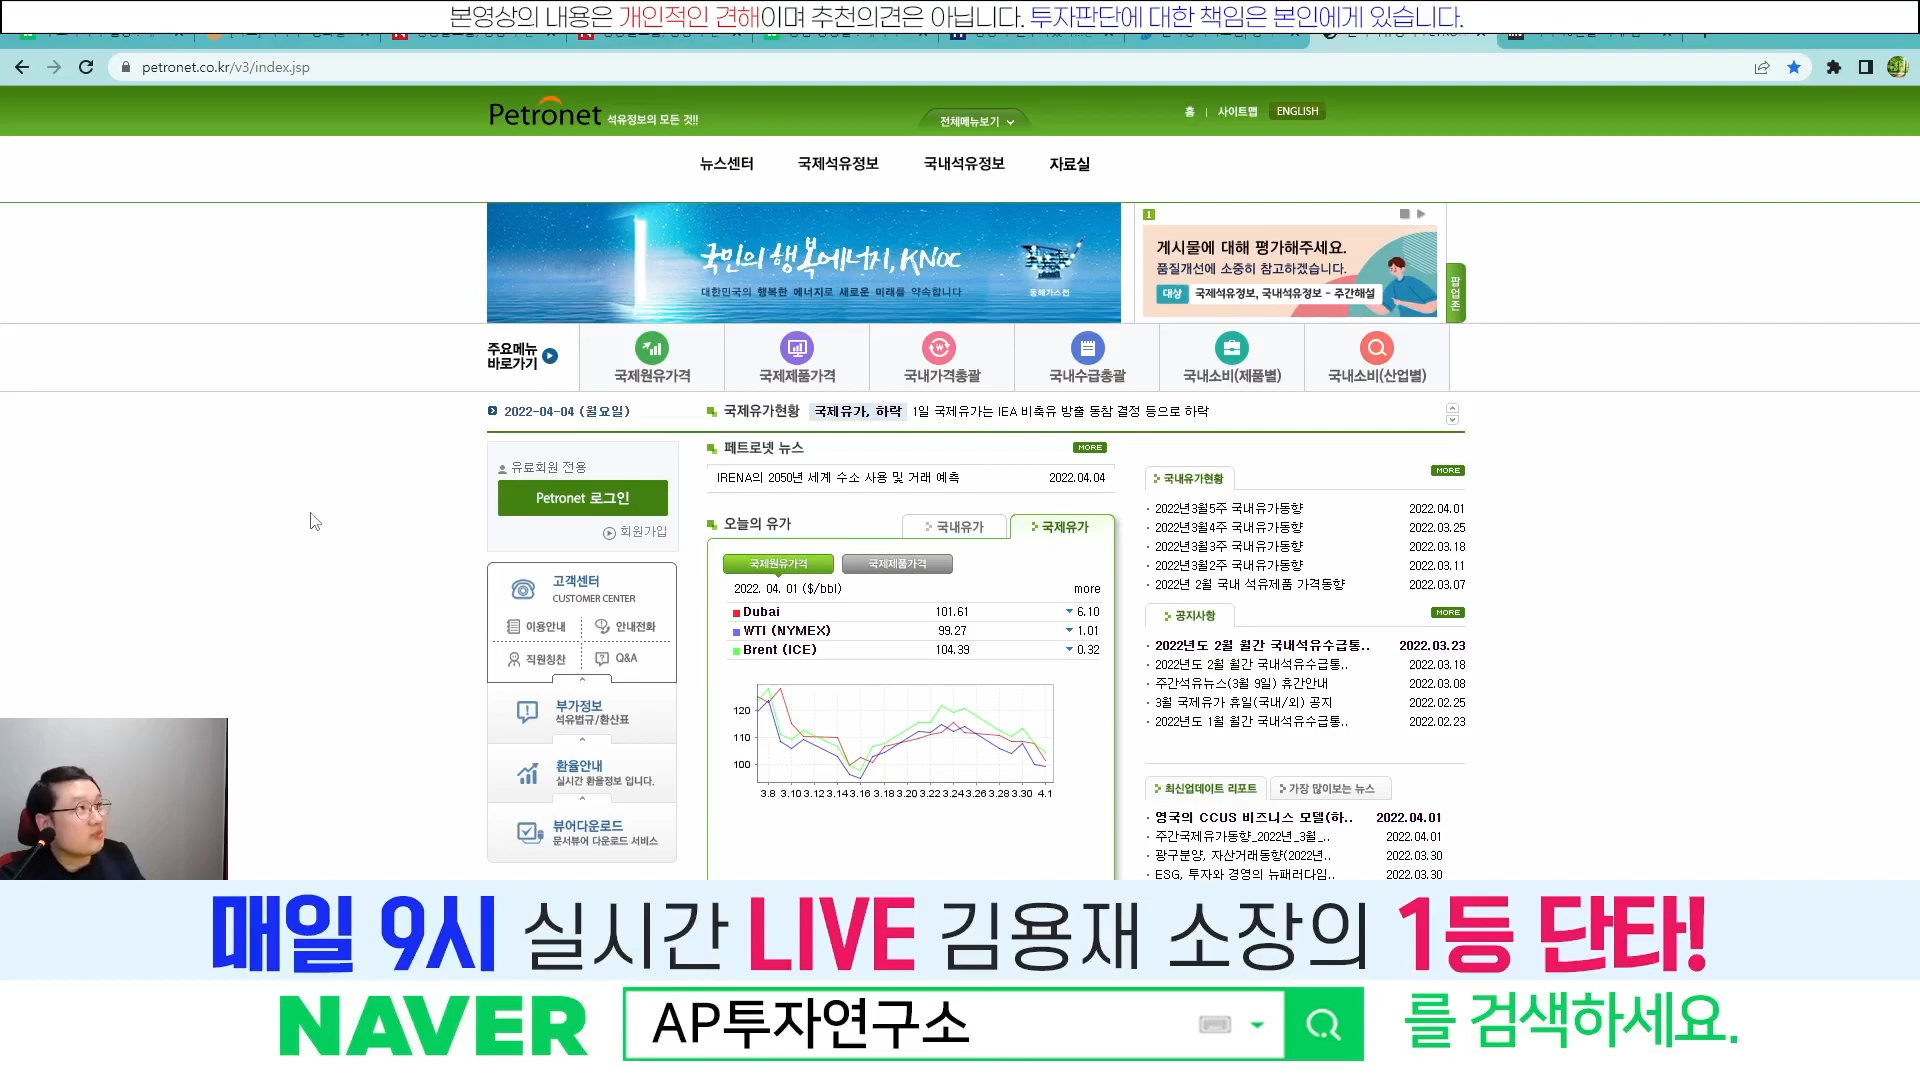 본영상의 내용은 개인적인 견해이며 추천의견은 아닙니다. 투자판단에 대한 책임은 본인에게 있습니다.
petronet.co.kr/v3/index.jsp
Petronet 석유정보의 모든 것!!
전체메뉴보기
홈 | 사이트맵 ENGLISH
뉴스센터 국제석유정보 국내석유정보 자료실
국민의 행복에너지, KNOC
대한민국의 행복한 에너지로 새로운 미래를 약속합니다
동해가스전
1
게시물에 대해 평가해주세요.
품질개선에 소중히 참고하겠습니다.
대상 국제석유정보, 국내석유정보 - 주간해설
팝업존
주요메뉴
바로가기
국제원유가격 국제제품가격 국내가격총괄 국내수급총괄 국내소비(제품별) 국내소비(산업별)
2022-04-04 (월요일)
국제유가현황 국제유가, 하락 1일 국제유가는 IEA 비축유 방출 동참 결정 등으로 하락
유료회원 전용
Petronet 로그인
회원가입
고객센터
CUSTOMER CENTER
이용안내 안내전화
직원칭찬 Q&A
부가정보
석유법규/환산표
환율안내
실시간 환율정보 입니다.
뷰어다운로드
문서뷰어 다운로드 서비스
페트로넷 뉴스 MORE
IRENA의 2050년 세계 수소 사용 및 거래 예측 2022.04.04
오늘의 유가 국내유가 국제유가
국제원유가격 국제제품가격
2022. 04. 01 ($/bbl) more
Dubai 101.61 6.10
WTI (NYMEX) 99.27 1.01
Brent (ICE) 104.39 0.32
120
110
100
3.8 3.10 3.12 3.14 3.16 3.18 3.20 3.22 3.24 3.26 3.28 3.30 4.1
국내유가현황 MORE
2022년3월5주 국내유가동향 2022.04.01
2022년3월4주 국내유가동향 2022.03.25
2022년3월3주 국내유가동향 2022.03.18
2022년3월2주 국내유가동향 2022.03.11
2022년 2월 국내 석유제품 가격동향 2022.03.07
공지사항 MORE
2022년도 2월 월간 국내석유수급통.. 2022.03.23
2022년도 2월 월간 국내석유수급통.. 2022.03.18
주간석유뉴스(3월 9일) 휴간안내 2022.03.08
3월 국제유가 휴일(국내/외) 공지 2022.02.25
2022년도 1월 월간 국내석유수급통.. 2022.02.23
최신업데이트 리포트 가장 많이보는 뉴스
영국의 CCUS 비즈니스 모델(하.. 2022.04.01
주간국제유가동향_2022년_3월_.. 2022.04.01
광구분양, 자산거래동향(2022년.. 2022.03.30
ESG, 투자와 경영의 뉴패러다임.. 2022.03.30
매일 9시 실시간 LIVE 김용재 소장의 1등 단타!
NAVER AP투자연구소 를 검색하세요.